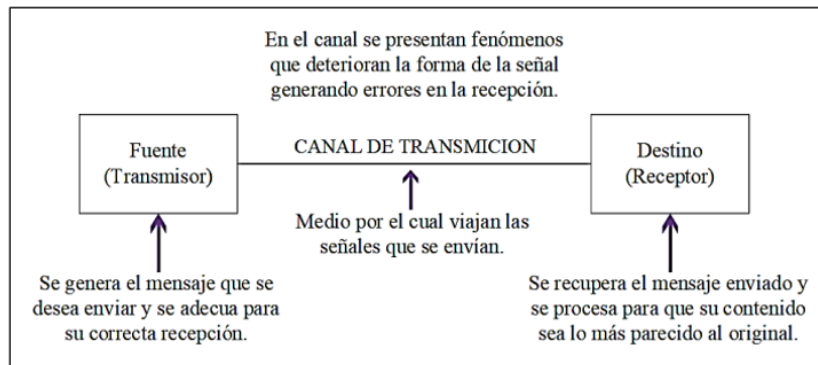 En el canal se presentan fenómenos
que deterioran la forma de la señal
generando errores en la recepción.
Fuente
(Transmisor)
CANAL DE TRANSMICION
Destino
(Receptor)
Medio por el cual viajan las
señales que se envían.
Se genera el mensaje que se
desea enviar y se adecua para
su correcta recepción.
Se recupera el mensaje enviado y
se procesa para que su contenido
sea lo más parecido al original.